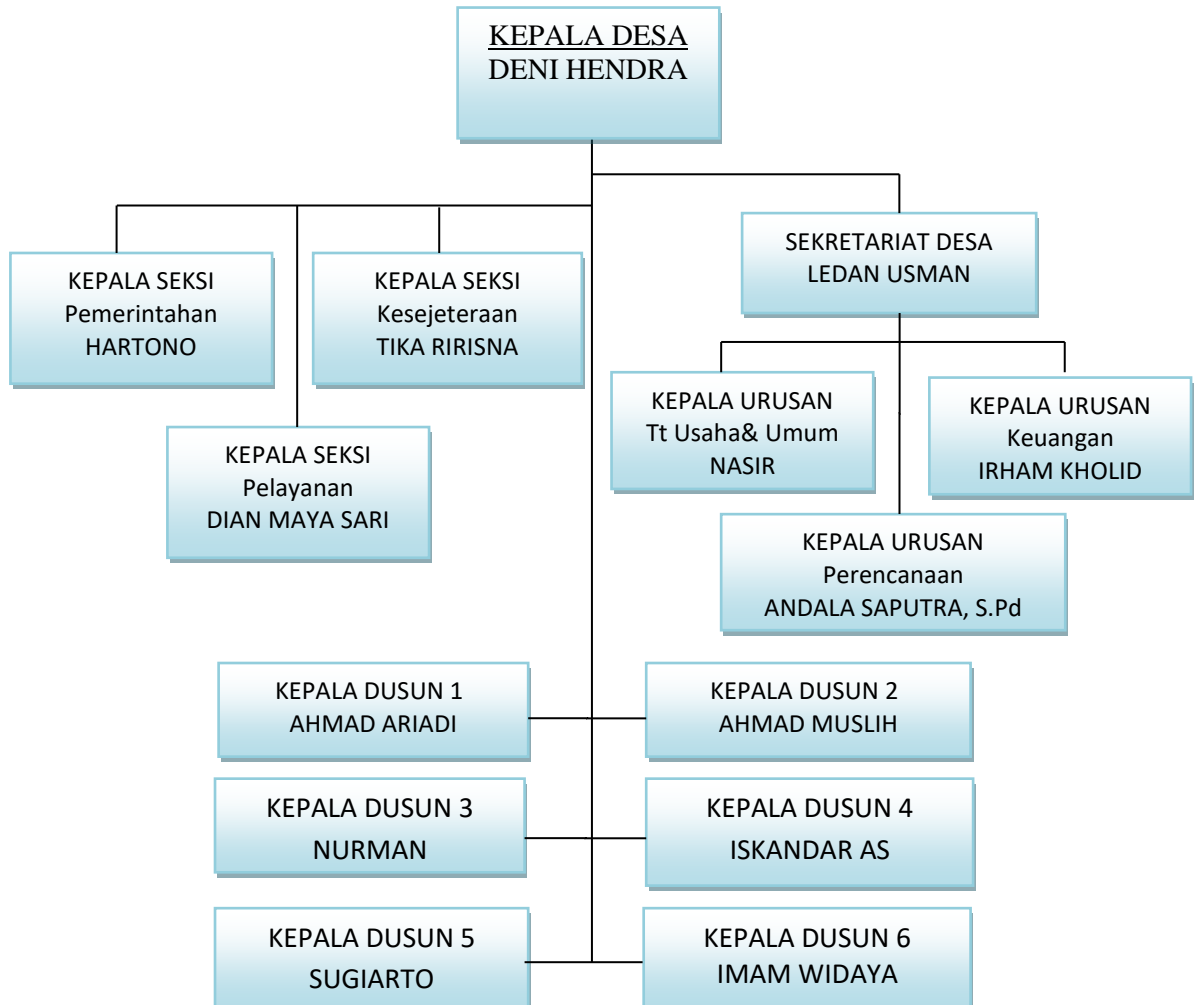 KEPALA DESA
DENI HENDRA
SEKRETARIAT DESA
LEDAN USMAN
KEPALA SEKSI
Pemerintahan
HARTONO
KEPALA SEKSI
Kesejeteraan
TIKA RIRISNA
KEPALA SEKSI
Pelayanan
DIAN MAYA SARI
KEPALA URUSAN
Tt Usaha& Umum
NASIR
KEPALA URUSAN
Keuangan
IRHAM KHOLID
KEPALA URUSAN
Perencanaan
ANDALA SAPUTRA, S.Pd
KEPALA DUSUN 1
AHMAD ARIADI
KEPALA DUSUN 2
AHMAD MUSLIH
KEPALA DUSUN 3
NURMAN
KEPALA DUSUN 4
ISKANDAR AS
KEPALA DUSUN 5
SUGIARTO
KEPALA DUSUN 6
IMAM WIDAYA